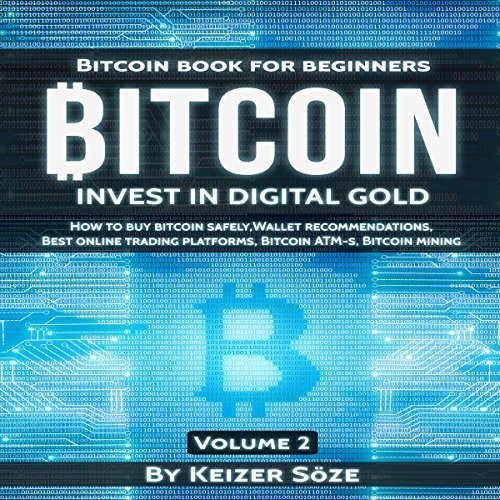 Bitcoin book for beginners
₿ITCOIN
INVEST IN DIGITAL GOLD
How to buy bitcoin safely,Wallet recommendations,
Best online trading platforms, Bitcoin ATM-s, Bitcoin mining
₿
Volume 2
By Keizer Söze